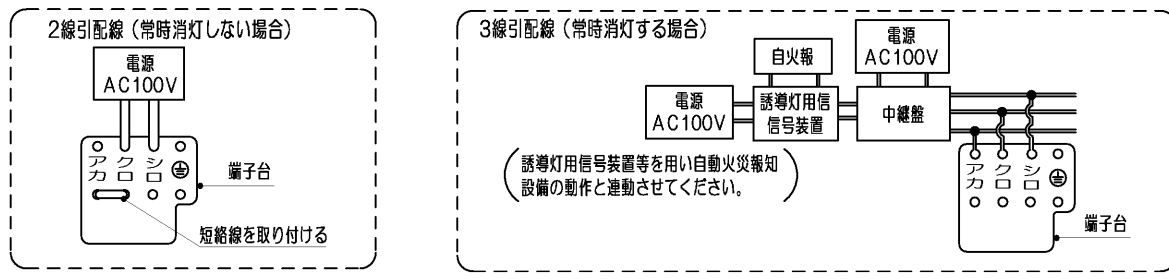 2線引配線（常時消灯しない場合）
電源
AC100V
アカ
クロ
シロ
端子台
短絡線を取り付ける
3線引配線（常時消灯する場合）
自火報
電源
AC100V
電源
AC100V
誘導灯用信
信号装置
中継盤
誘導灯用信号装置等を用い自動火災報知
設備の動作と連動させてください。
アカ
クロ
シロ
端子台